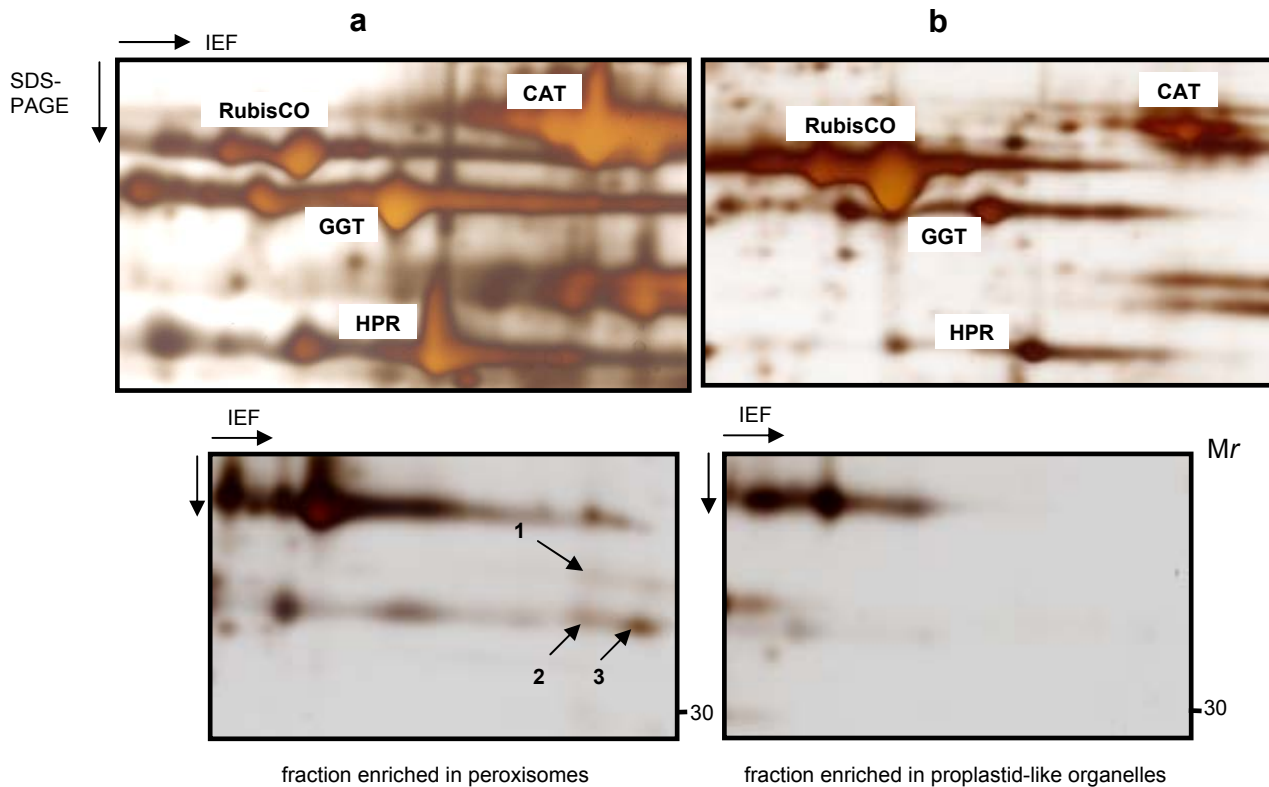 a
b
IEF
SDS-
PAGE
CAT
RubisCO
GGT
HPR
CAT
RubisCO
GGT
HPR
IEF
IEF
Mr
1
2
3
30
30
fraction enriched in peroxisomes
fraction enriched in proplastid-like organelles